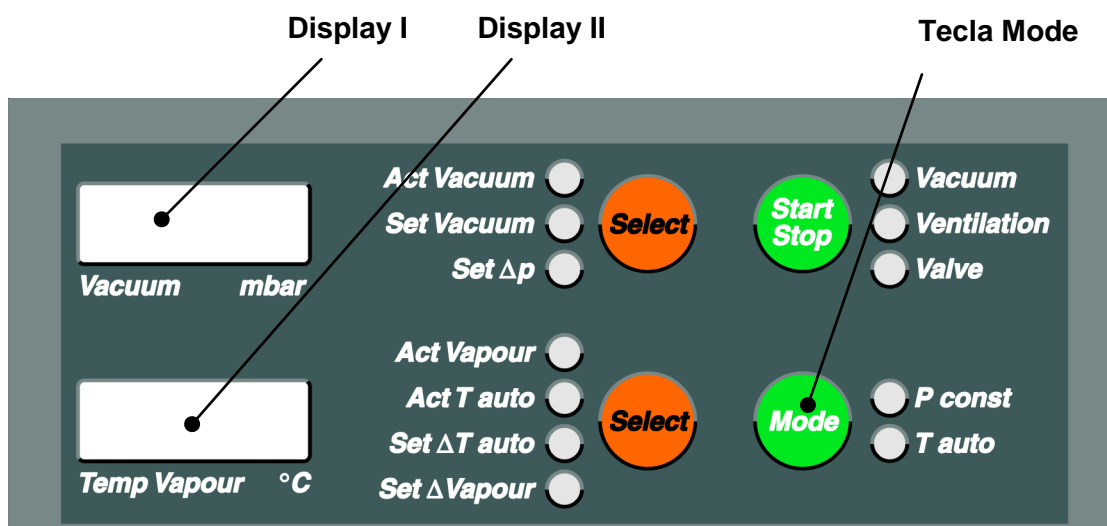 Display I
Display II
Tecla Mode
Act Vacuum
Set Vacuum
Set Δp
Select
Start
Stop
Vacuum
Ventilation
Valve
Vacuum mbar
Act Vapour
Act T auto
Set ΔT auto
Set ΔVapour
Select
Mode
P const
T auto
Temp Vapour °C